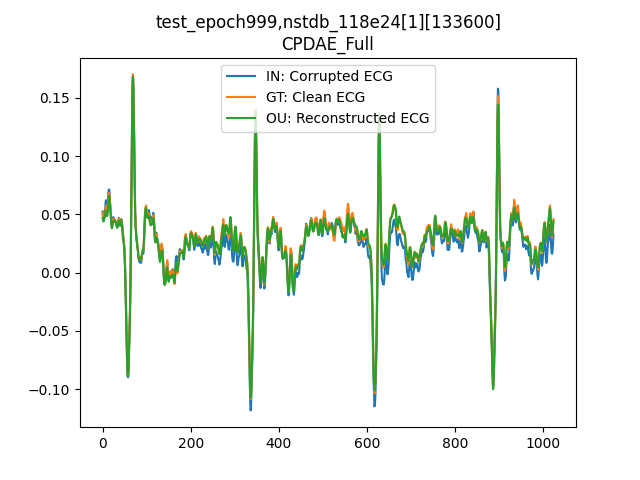 test_epoch999,nstdb_118e24[1][133600]
CPDAE_Full
IN: Corrupted ECG
GT: Clean ECG
OU: Reconstructed ECG
0.15
0.10
0.05
0.00
−0.05
−0.10
0 200 400 600 800 1000